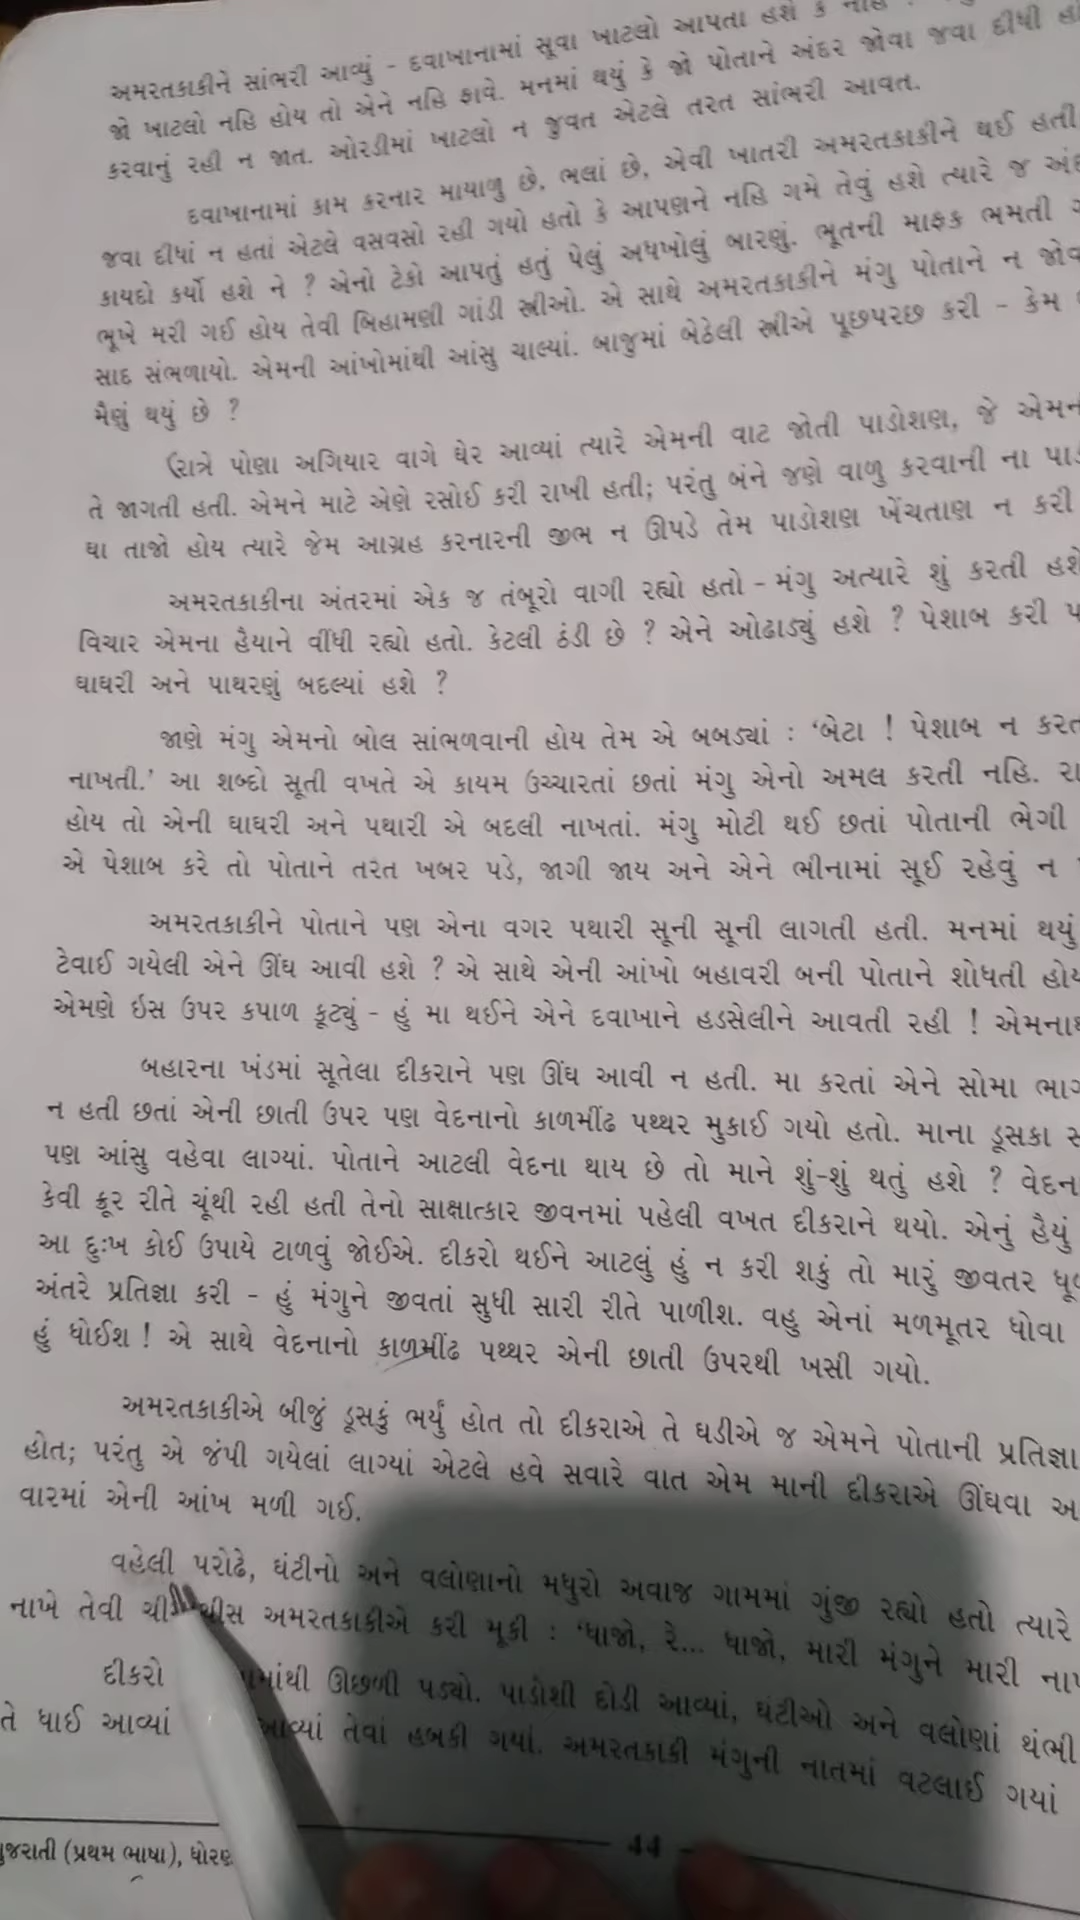 અમરતકાકીને સાંભરી આવ્યું - દવાખાનામાં સૂવા ખાટલો આપતા હશે કે નહિ
જો ખાટલો નહિ હોય તો એને નહિ ફાવે. મનમાં થયું કે જો પોતાને અંદર જોવા જવા દીધી
કરવાનું રહી ન જાત. ઓરડીમાં ખાટલો ન જુવત એટલે તરત સાંભરી આવત.
દવાખાનામાં કામ કરનાર માયાળુ છે, ભલાં છે, એવી ખાતરી અમરતકાકીને થઈ હતી
જવા દીધાં ન હતાં એટલે વસવસો રહી ગયો હતો કે આપણને નહિ ગમે તેવું હશે ત્યારે જ
કાયદો કર્યો હશે ને ? એનો ટેકો આપતું હતું પેલું અધખોલું બારણું. ભૂતની માફક ભમતી
ભૂખે મરી ગઈ હોય તેવી બિહામણી ગાંડી સ્ત્રીઓ. એ સાથે અમરતકાકીને મંગુ પોતાને ન
સાદ સંભળાયો. એમની આંખોમાંથી આંસુ ચાલ્યાં. બાજુમાં બેઠેલી સ્ત્રીએ પૂછપરછ કરી - કેમ
મૈણું થયું છે ?
રાત્રે પોણા અગિયાર વાગે ઘેર આવ્યાં ત્યારે એમની વાટ જોતી પાડોશણ, જે
તે જાગતી હતી. એમને માટે એણે રસોઈ કરી રાખી હતી; પરંતુ બંને જણે વાળુ કરવાની ના
ઘા તાજો હોય ત્યારે જેમ આગ્રહ કરનારની જીભ ન ઊપડે તેમ પાડોશણ ખેંચતાણ ન કરી
અમરતકાકીના અંતરમાં એક જ તંબૂરો વાગી રહ્યો હતો - મંગુ અત્યારે શું કરતી હશે
વિચાર એમના હૈયાને વીંધી રહ્યો હતો. કેટલી ઠંડી છે ? એને ઓઢાડ્યું હશે ? પેશાબ કરી
ઘાઘરી અને પાથરણું બદલ્યાં હશે ?
જાણે મંગુ એમનો બોલ સાંભળવાની હોય તેમ એ બબડ્યાં : ‘બેટા ! પેશાબ ન
નાખતી.’ આ શબ્દો સૂતી વખતે એ કાયમ ઉચ્ચારતાં છતાં મંગુ એનો અમલ કરતી નહિ.
હોય તો એની ઘાઘરી અને પથારી એ બદલી નાખતાં. મંગુ મોટી થઈ છતાં પોતાની ભેગી
એ પેશાબ કરે તો પોતાને તરત ખબર પડે, જાગી જાય અને એને ભીનામાં સૂઈ રહેવું ન
અમરતકાકીને પોતાને પણ એના વગર પથારી સૂની સૂની લાગતી હતી. મનમાં થયું
ટેવાઈ ગયેલી એને ઊંઘ આવી હશે ? એ સાથે એની આંખો બહાવરી બની પોતાને શોધતી હોય
એમણે ઇસ ઉપર કપાળ કૂટ્યું - હું મા થઈને એને દવાખાને હડસેલીને આવતી રહી !
બહારના ખંડમાં સૂતેલા દીકરાને પણ ઊંઘ આવી ન હતી. મા કરતાં એને સોમા
ન હતી છતાં એની છાતી ઉપર પણ વેદનાનો કાળમીંઢ પથ્થર મુકાઈ ગયો હતો. માના ડૂસકા
પણ આંસુ વહેવા લાગ્યાં. પોતાને આટલી વેદના થાય છે તો માને શું-શું થતું હશે ?
કેવી ક્રૂર રીતે ચૂંથી રહી હતી તેનો સાક્ષાત્કાર જીવનમાં પહેલી વખત દીકરાને થયો. એનું હૈયું
આ દુઃખ કોઈ ઉપાયે ટાળવું જોઈએ. દીકરો થઈને આટલું હું ન કરી શકું તો મારું જીવતર
અંતરે પ્રતિજ્ઞા કરી - હું મંગુને જીવતાં સુધી સારી રીતે પાળીશ. વહુ એનાં મળમૂતર ધોવા
હું ધોઈશ ! એ સાથે વેદનાનો કાળમીંઢ પથ્થર એની છાતી ઉપરથી ખસી ગયો.
અમરતકાકીએ બીજું ડૂસકું ભર્યું હોત તો દીકરાએ તે ઘડીએ જ એમને પોતાની પ્રતિજ્ઞા
હોત; પરંતુ એ જંપી ગયેલાં લાગ્યાં એટલે હવે સવારે વાત એમ માની દીકરાએ ઊંઘવા
વારમાં એની આંખ મળી ગઈ.
વહેલી પરોઢે, ઘંટીનો અને વલોણાનો મધુરો અવાજ ગામમાં ગુંજી રહ્યો હતો ત્યારે
નાખે તેવી અમરતકાકીએ કરી મૂકી : ‘ધાજો, રે... ધાજો, મારી મંગુને મારી
દીકરો ઊછળી પડ્યો. પાડોશી દોડી આવ્યાં, ઘંટીઓ અને વલોણાં થંભી
તે ધાઈ આવ્યાં તેવાં હબકી ગયાં. અમરતકાકી મંગુની નાતમાં વટલાઈ ગયાં
44
(પ્રથમ ભાષા),